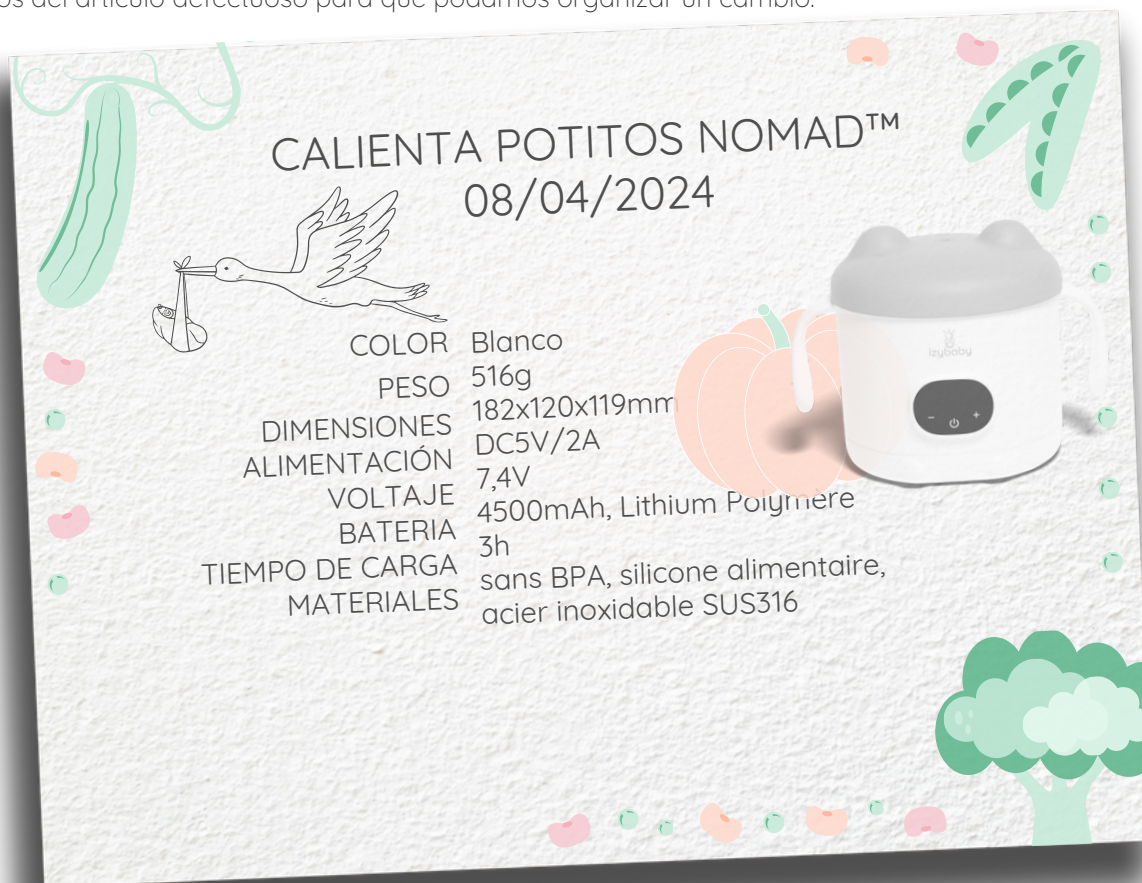 os del artículo defectuoso para que podamos organizar un cambio.
CALIENTA POTITOS NOMAD™
08/04/2024
COLOR Blanco
PESO 516g
DIMENSIONES 182x120x119mm
ALIMENTACIÓN DC5V/2A
VOLTAJE 7,4V
BATERIA 4500mAh, Lithium Polymère
TIEMPO DE CARGA 3h
MATERIALES sans BPA, silicone alimentaire,
acier inoxidable SUS316
izybaby